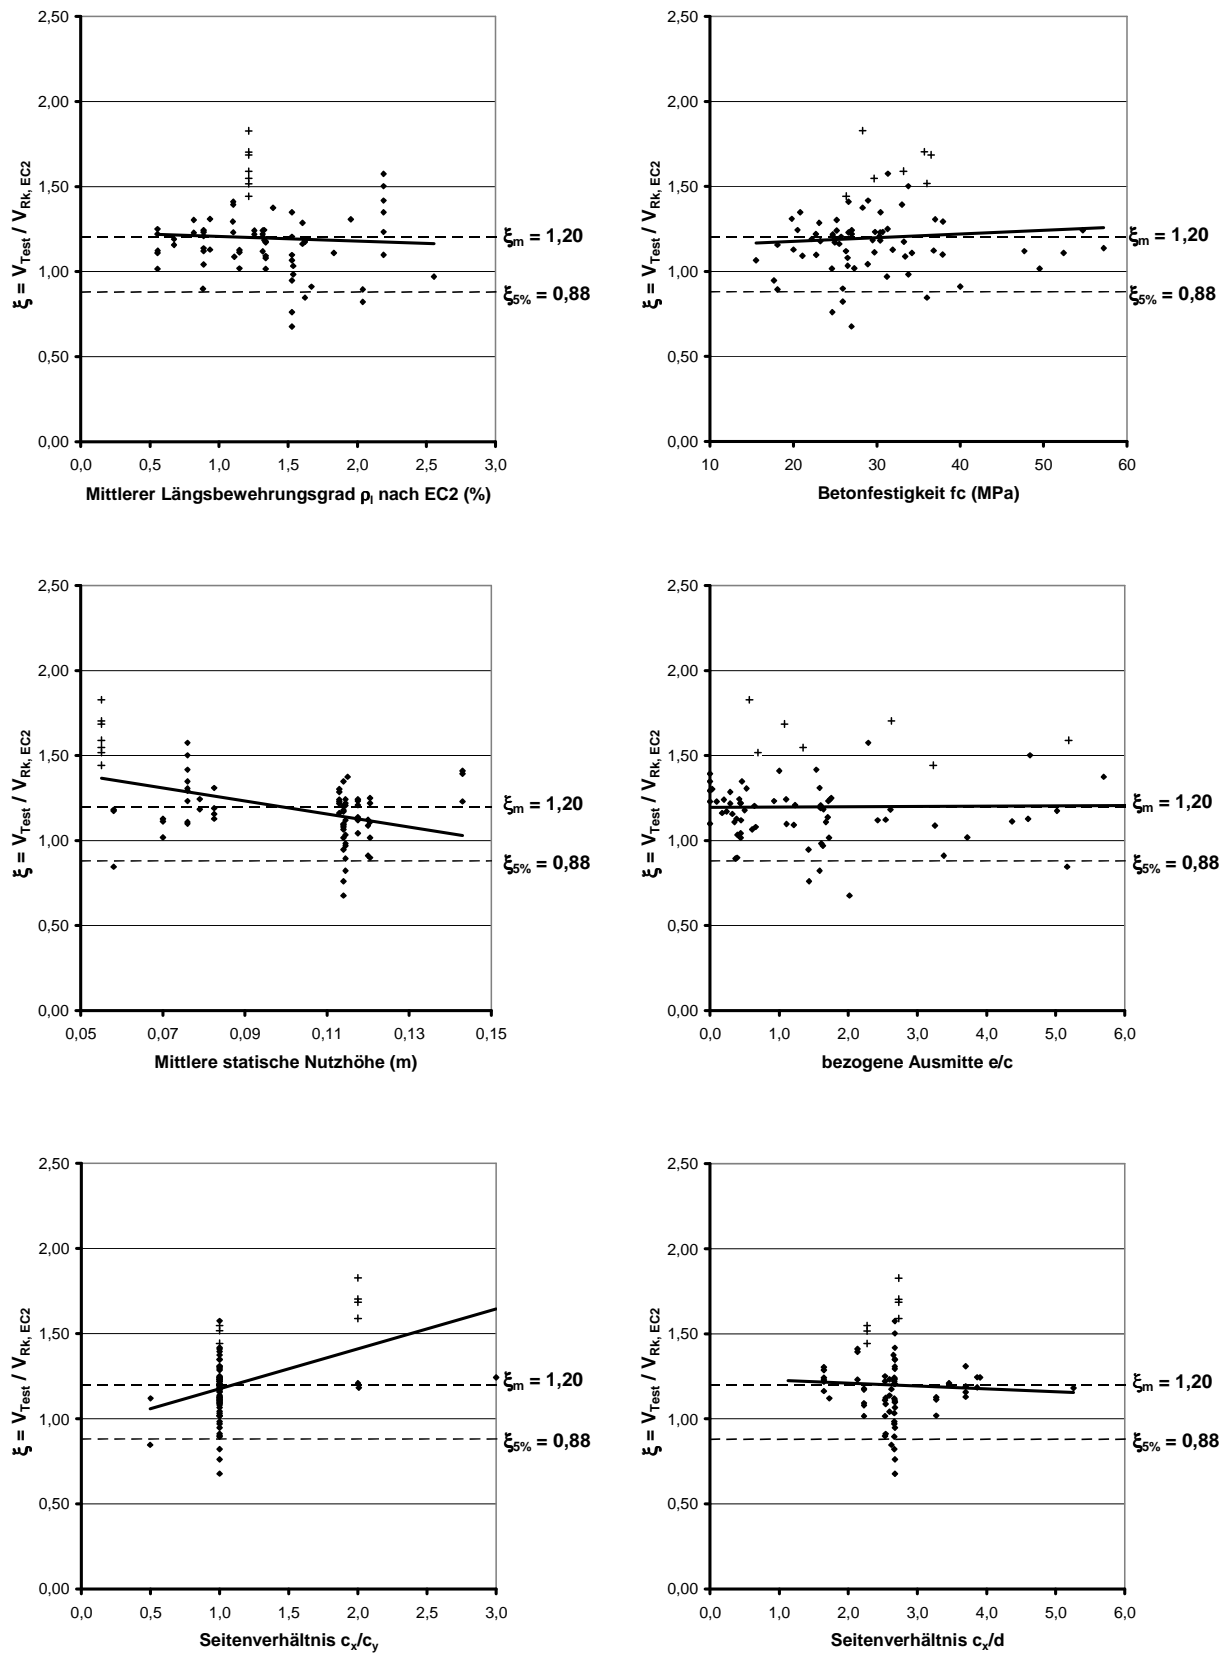 2,50
2,00
1,50
1,00
0,50
0,00
ξ = V_Test / V_Rk, EC2
ξm = 1,20
ξ5% = 0,88
0,0 0,5 1,0 1,5 2,0 2,5 3,0
Mittlerer Längsbewehrungsgrad ρl nach EC2 (%)
2,50
2,00
1,50
1,00
0,50
0,00
ξ = V_Test / V_Rk, EC2
ξm = 1,20
ξ5% = 0,88
10 20 30 40 50 60
Betonfestigkeit fc (MPa)
2,50
2,00
1,50
1,00
0,50
0,00
ξ = V_Test / V_Rk, EC2
ξm = 1,20
ξ5% = 0,88
0,05 0,07 0,09 0,11 0,13 0,15
Mittlere statische Nutzhöhe (m)
2,50
2,00
1,50
1,00
0,50
0,00
ξ = V_Test / V_Rk, EC2
ξm = 1,20
ξ5% = 0,88
0,0 1,0 2,0 3,0 4,0 5,0 6,0
bezogene Ausmitte e/c
2,50
2,00
1,50
1,00
0,50
0,00
ξ = V_Test / V_Rk, EC2
ξm = 1,20
ξ5% = 0,88
0,0 0,5 1,0 1,5 2,0 2,5 3,0
Seitenverhältnis cx/cy
2,50
2,00
1,50
1,00
0,50
0,00
ξ = V_Test / V_Rk, EC2
ξm = 1,20
ξ5% = 0,88
0,0 1,0 2,0 3,0 4,0 5,0 6,0
Seitenverhältnis cx/d